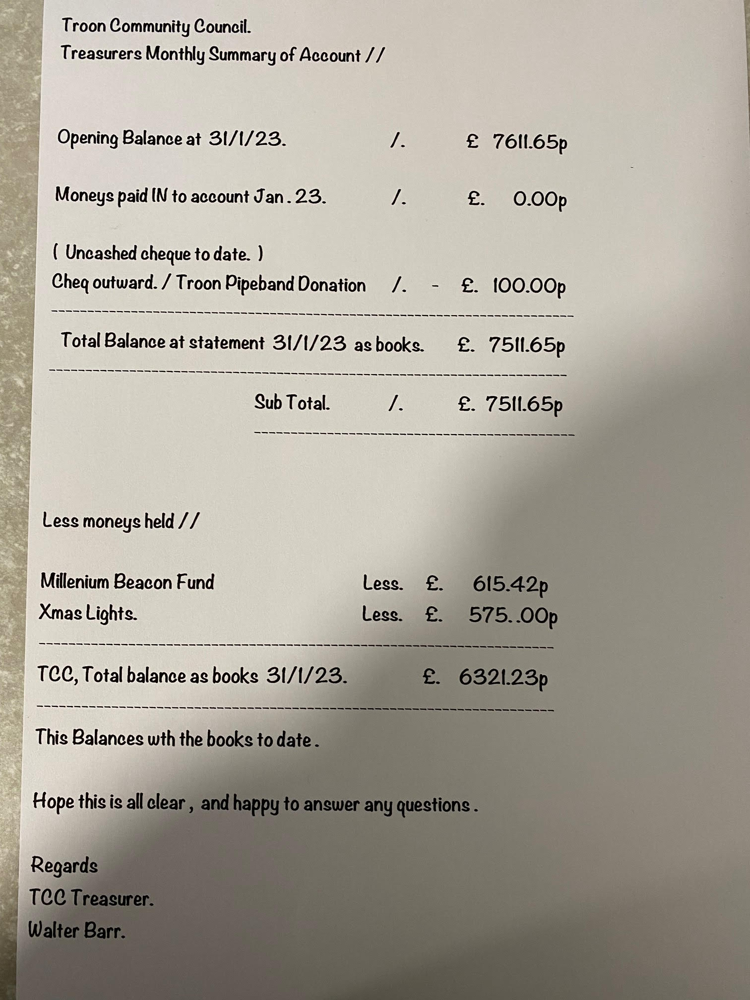 Troon Community Council.
Treasurers Monthly Summary of Account //
Opening Balance at 31/1/23. /. £ 7611.65p
Moneys paid IN to account Jan. 23. /. £. 0.00p
( Uncashed cheque to date. )
Cheq outward. / Troon Pipeband Donation /. - £. 100.00p
Total Balance at statement 31/1/23 as books. £. 7511.65p
Sub Total. /. £. 7511.65p
Less moneys held //
Millenium Beacon Fund Less. £. 615.42p
Xmas Lights. Less. £. 575..00p
TCC, Total balance as books 31/1/23. £. 6321.23p
This Balances wth the books to date .
Hope this is all clear , and happy to answer any questions .
Regards
TCC Treasurer.
Walter Barr.